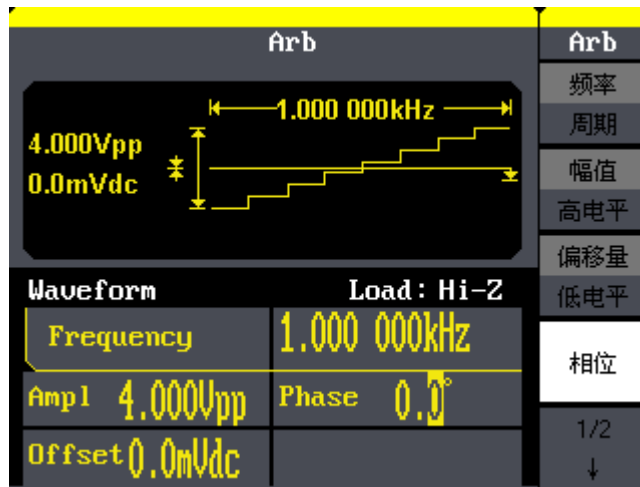 Arb
Arb
1.000 000kHz
4.000Vpp
0.0mVdc
Waveform
Load: Hi-Z
Frequency
1.000 000kHz
Ampl 4.000Vpp
Phase 0.0°
Offset 0.0mVdc
频率
周期
幅值
高电平
偏移量
低电平
相位
1/2
↓